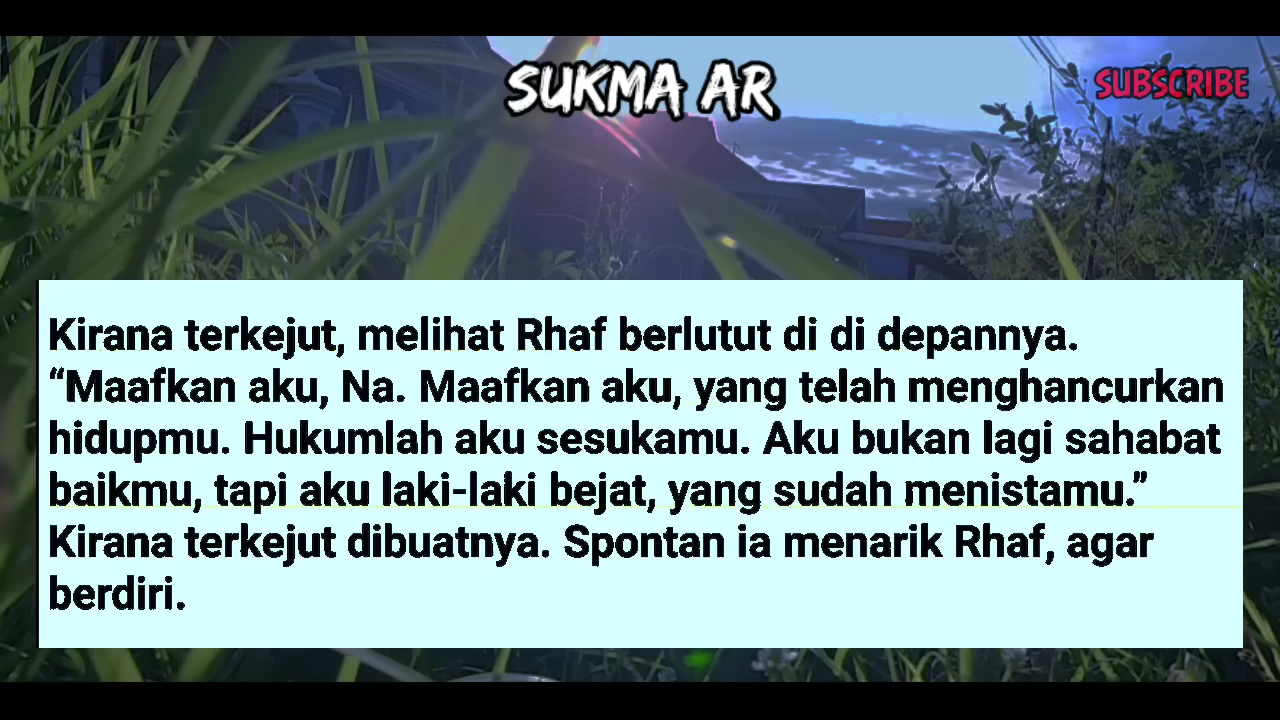 SUKMA AR
SUBSCRIBE
Kirana terkejut, melihat Rhaf berlutut di di depannya.
“Maafkan aku, Na. Maafkan aku, yang telah menghancurkan
hidupmu. Hukumlah aku sesukamu. Aku bukan lagi sahabat
baikmu, tapi aku laki-laki bejat, yang sudah menistamu.”
Kirana terkejut dibuatnya. Spontan ia menarik Rhaf, agar
berdiri.